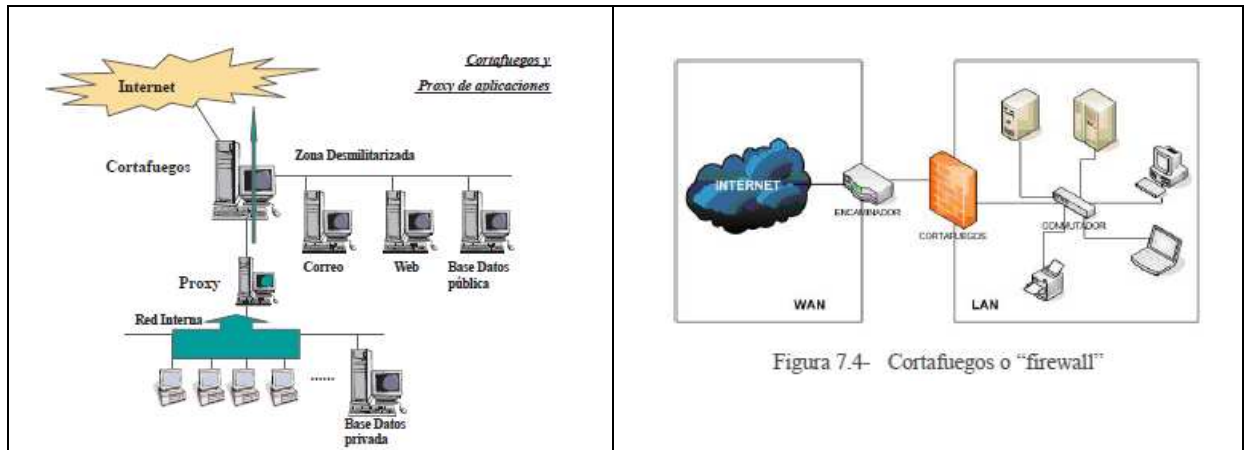 Cortafuegos y
Proxy de aplicaciones
Internet
Zona Desmilitarizada
Cortafuegos
Correo
Web
Base Datos
pública
Proxy
Red Interna
......
Base Datos
privada
INTERNET
ENCAMINADOR
CORTAFUEGOS
CONMUTADOR
WAN
LAN
Figura 7.4- Cortafuegos o “firewall”